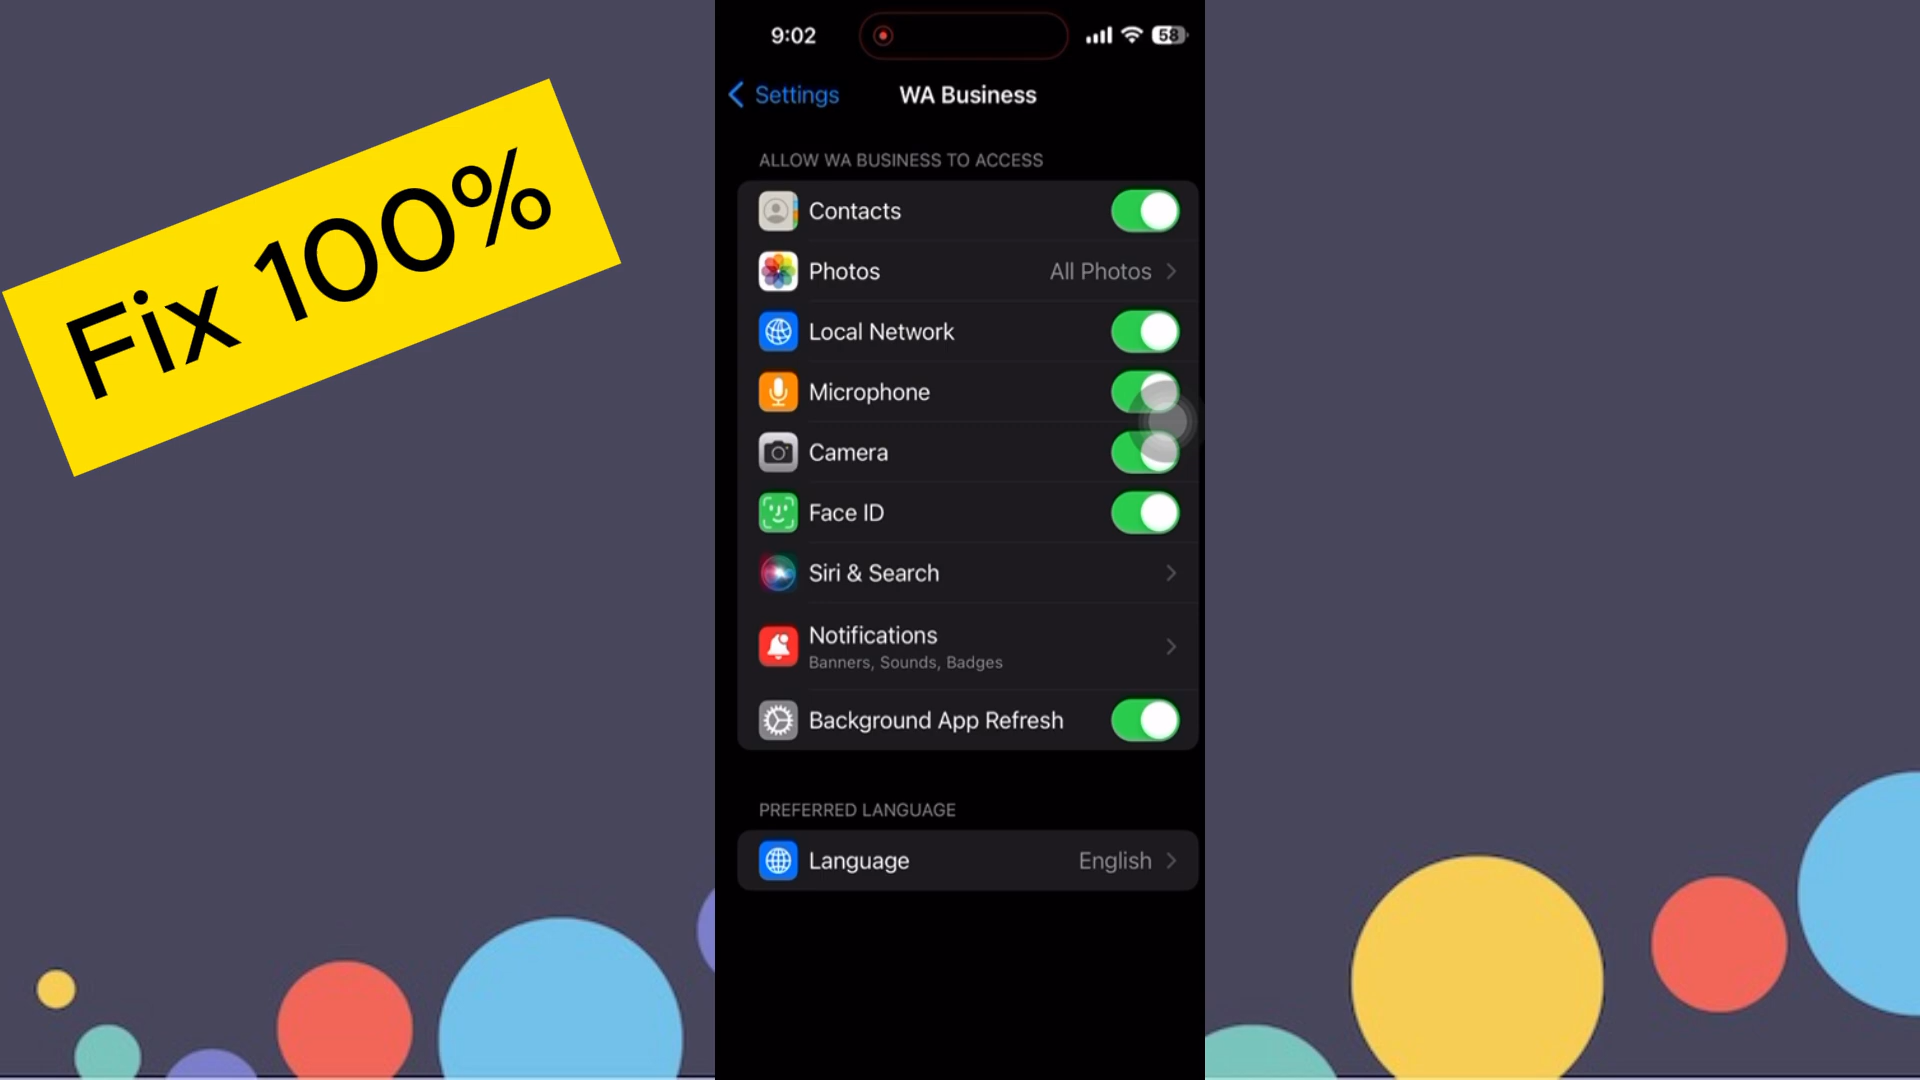 Fix 100%
9:02
58
Settings
WA Business
ALLOW WA BUSINESS TO ACCESS
Contacts
Photos
All Photos
Local Network
Microphone
Camera
Face ID
Siri & Search
Notifications
Banners, Sounds, Badges
Background App Refresh
PREFERRED LANGUAGE
Language
English